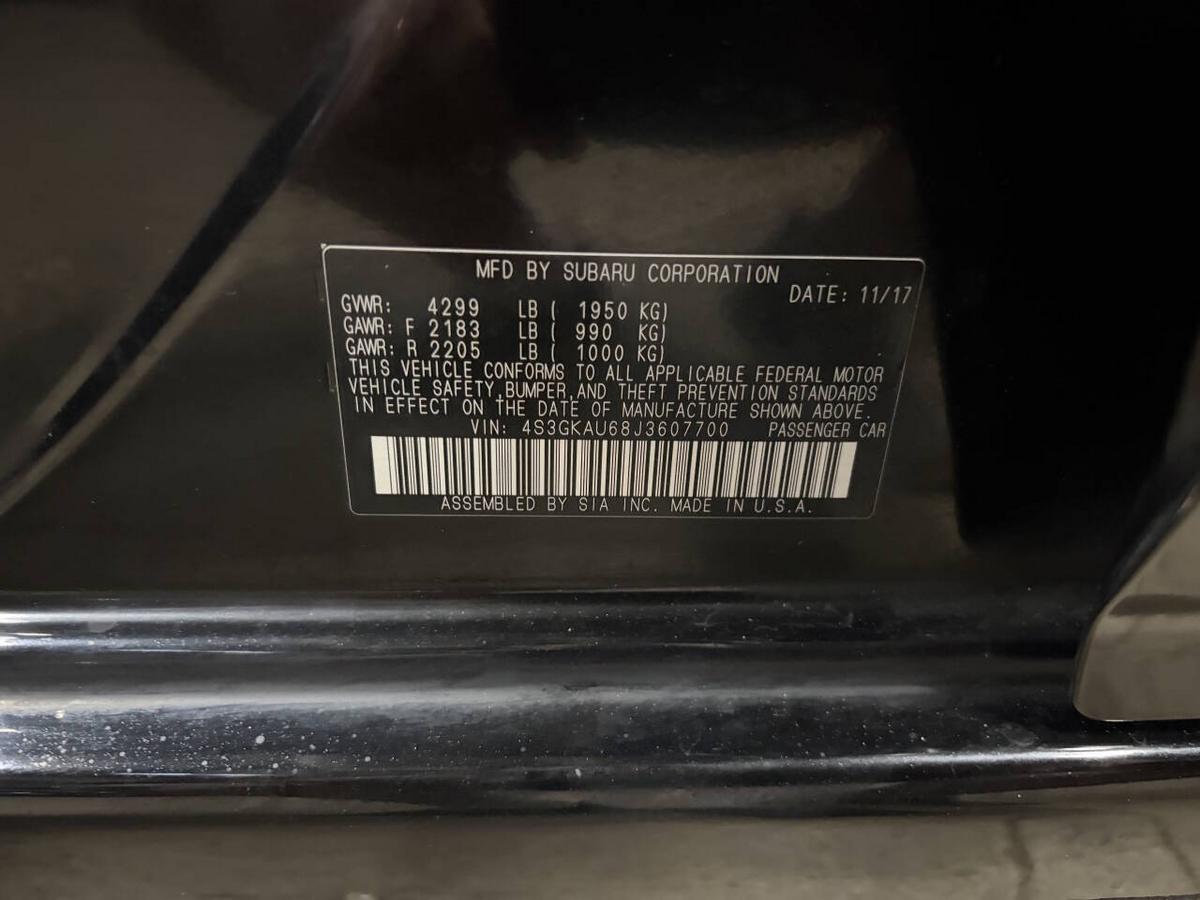 MFD BY SUBARU CORPORATION
DATE: 11/17
GVWR: 4299 LB ( 1950 KG)
GAWR: F 2183 LB ( 990 KG)
GAWR: R 2205 LB ( 1000 KG)
THIS VEHICLE CONFORMS TO ALL APPLICABLE FEDERAL MOTOR
VEHICLE SAFETY,BUMPER,AND THEFT PREVENTION STANDARDS
IN EFFECT ON THE DATE OF MANUFACTURE SHOWN ABOVE.
VIN: 4S3GKAU68J3607700 PASSENGER CAR
ASSEMBLED BY SIA INC. MADE IN U.S.A.